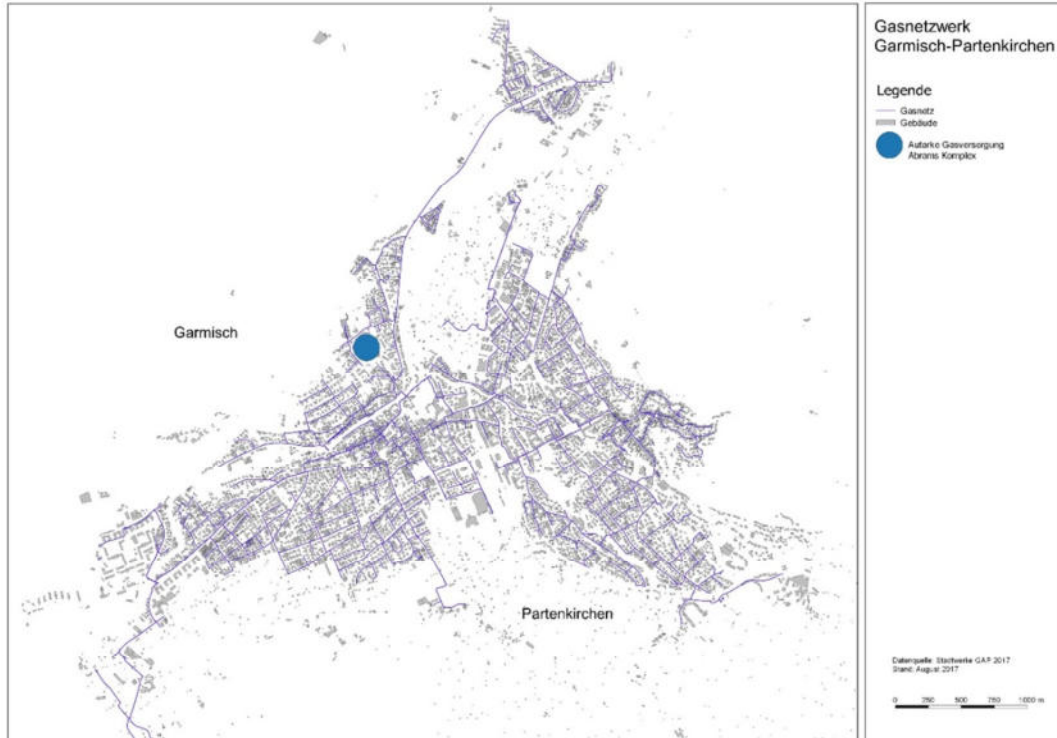 Gasnetzwerk
Garmisch-Partenkirchen
Legende
Gasnetz
Gebäude
Autarke Gasversorgung
Abrams Komplex
Garmisch
Partenkirchen
Datenquelle: Stadtwerke GAP 2017
Stand: August 2017
0 250 500 750 1000 m